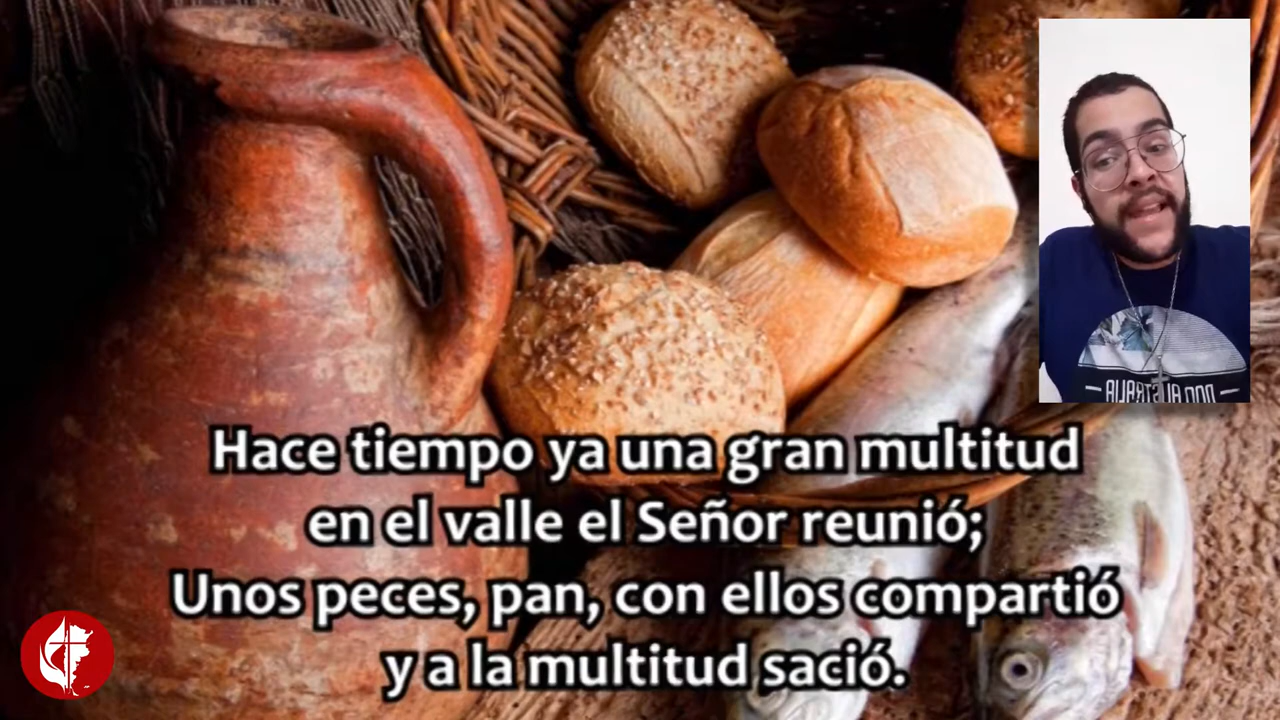 Hace tiempo ya una gran multitud
en el valle el Señor reunió;
Unos peces, pan, con ellos compartió
y a la multitud sació.